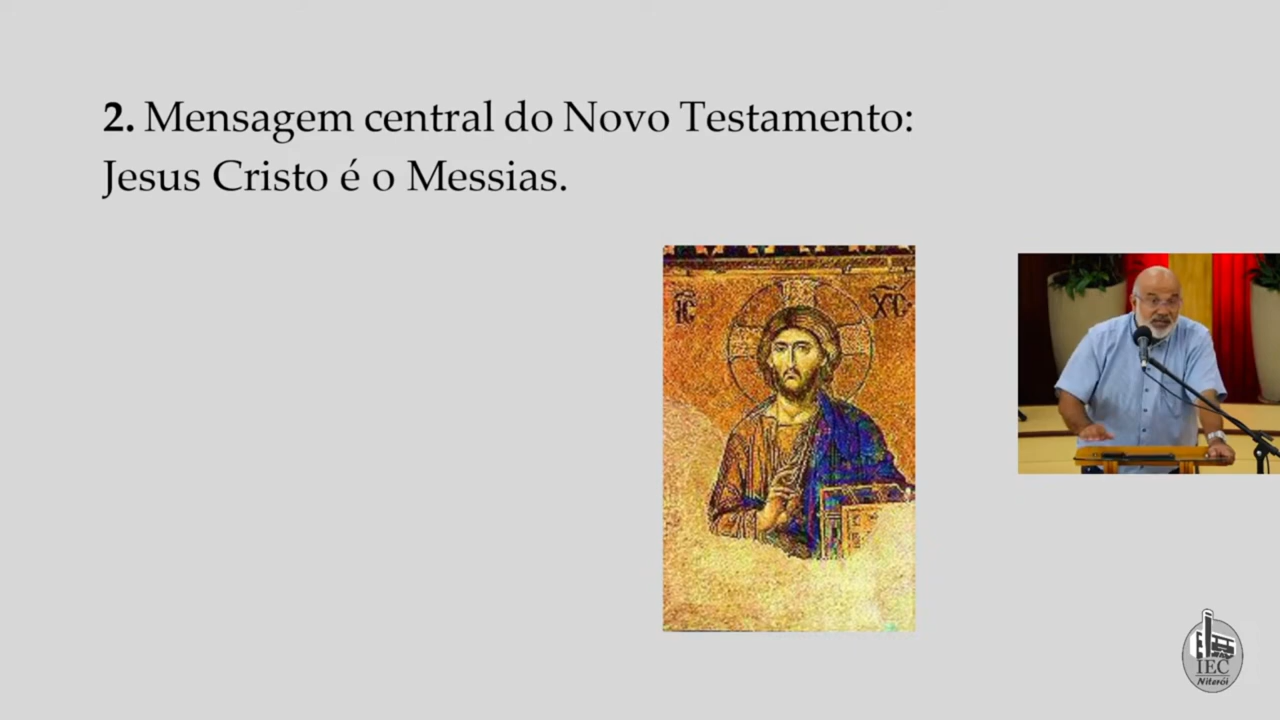 2. Mensagem central do Novo Testamento:
Jesus Cristo é o Messias.
IC XC
IEC
Niterói